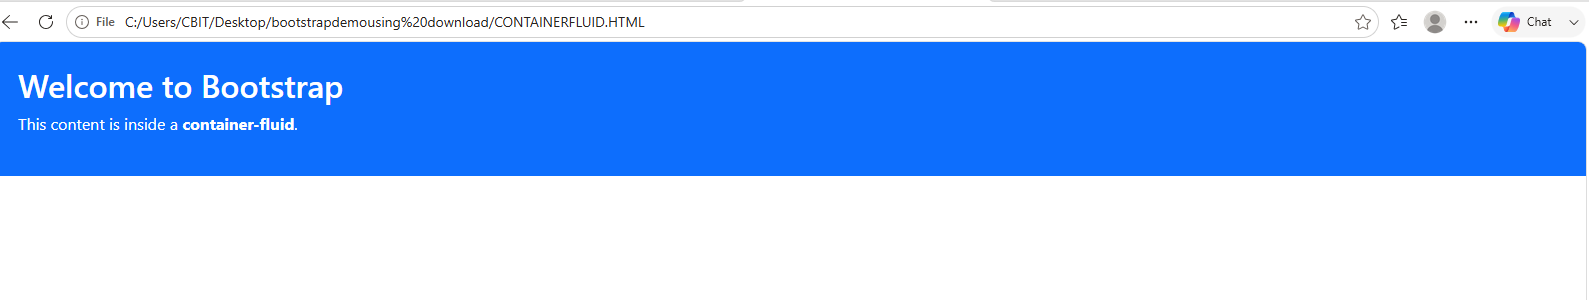 File C:/Users/CBIT/Desktop/bootstrapdemousing%20download/CONTAINERFLUID.HTML Chat
Welcome to Bootstrap
This content is inside a container-fluid.